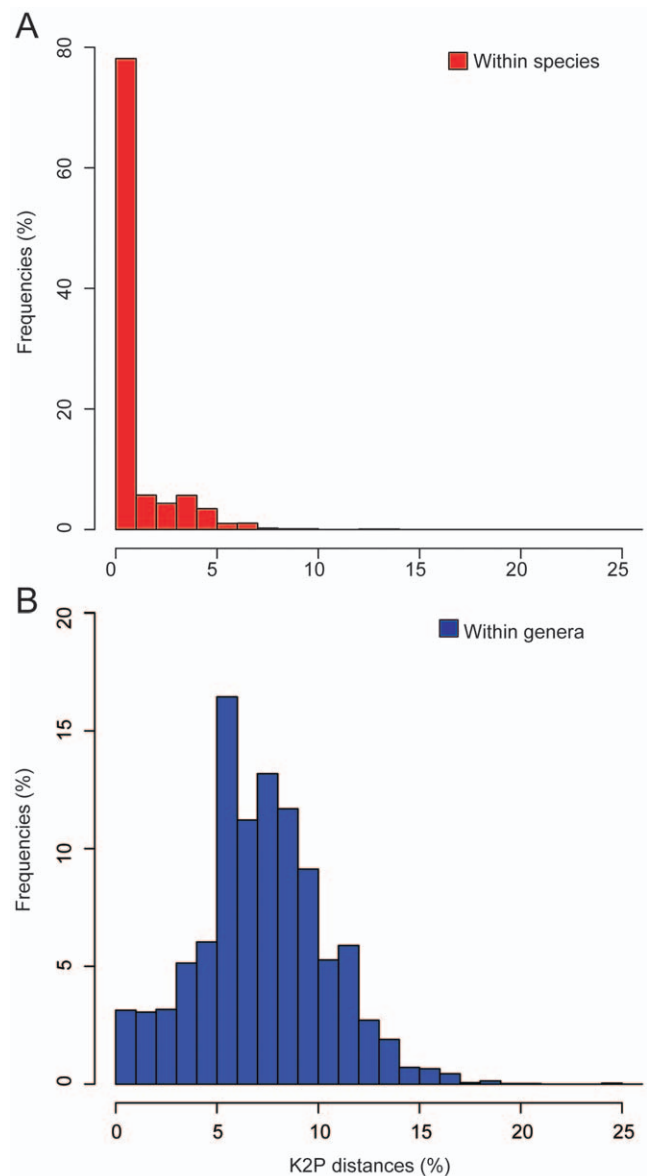 A
Within species
Frequencies (%)
80
60
40
20
0
0 5 10 15 20 25
B
Within genera
Frequencies (%)
20
15
10
5
0
0 5 10 15 20 25
K2P distances (%)